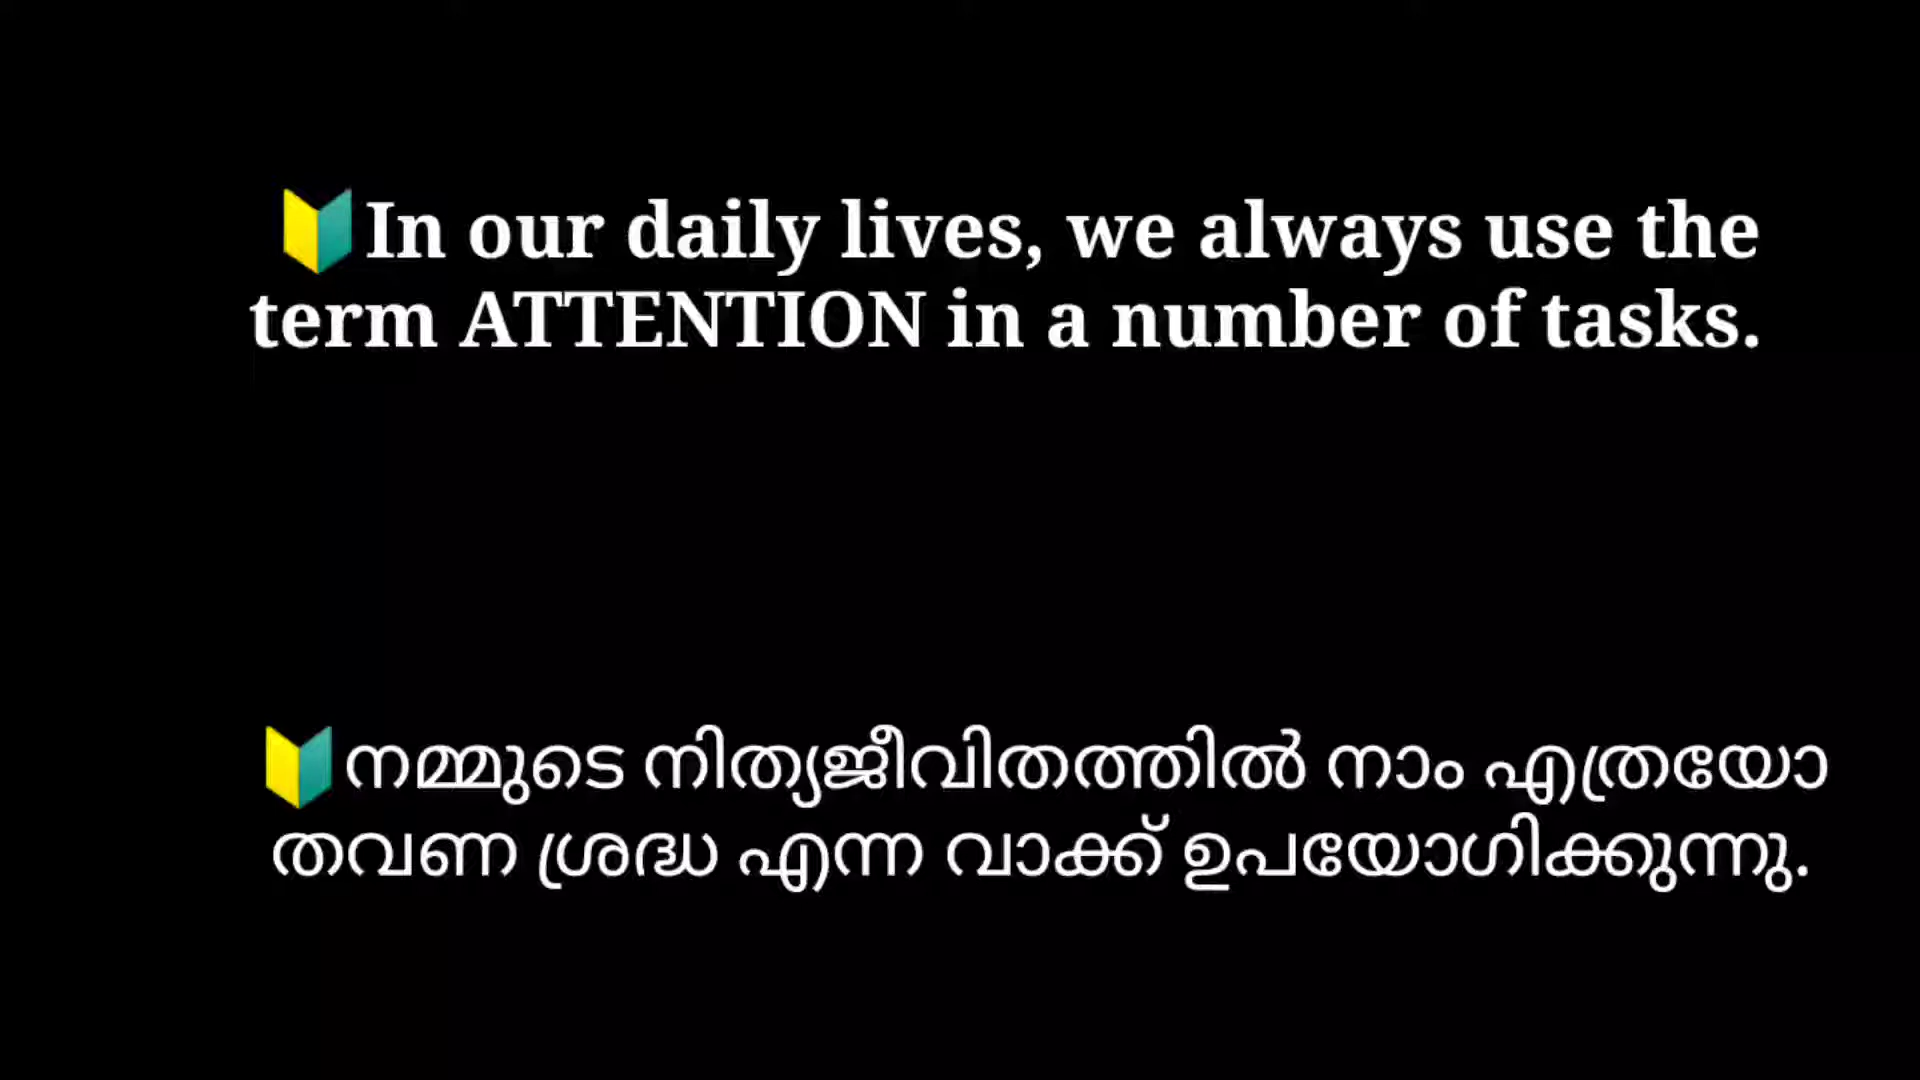 🔰In our daily lives, we always use the
term ATTENTION in a number of tasks.
🔰നമ്മുടെ നിത്യജീവിതത്തിൽ നാം എത്രയോ
തവണ ശ്രദ്ധ എന്ന വാക്ക് ഉപയോഗിക്കുന്നു.